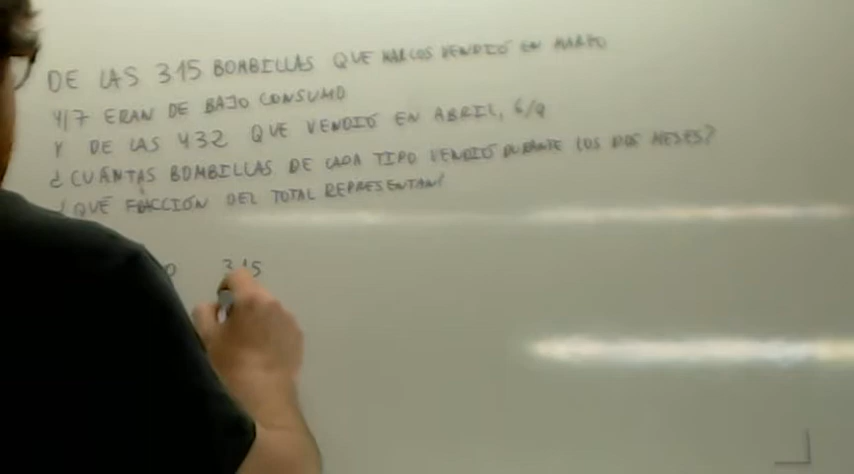 DE LAS 315 BOMBILLAS QUE MARCOS VENDIÓ EN MARZO
4/7 ERAN DE BAJO CONSUMO
Y DE LAS 432 QUE VENDIÓ EN ABRIL, 6/9
¿CUÁNTAS BOMBILLAS DE CADA TIPO VENDIÓ DURANTE LOS DOS MESES?
¿QUÉ FRACCIÓN DEL TOTAL REPRESENTAN?
315